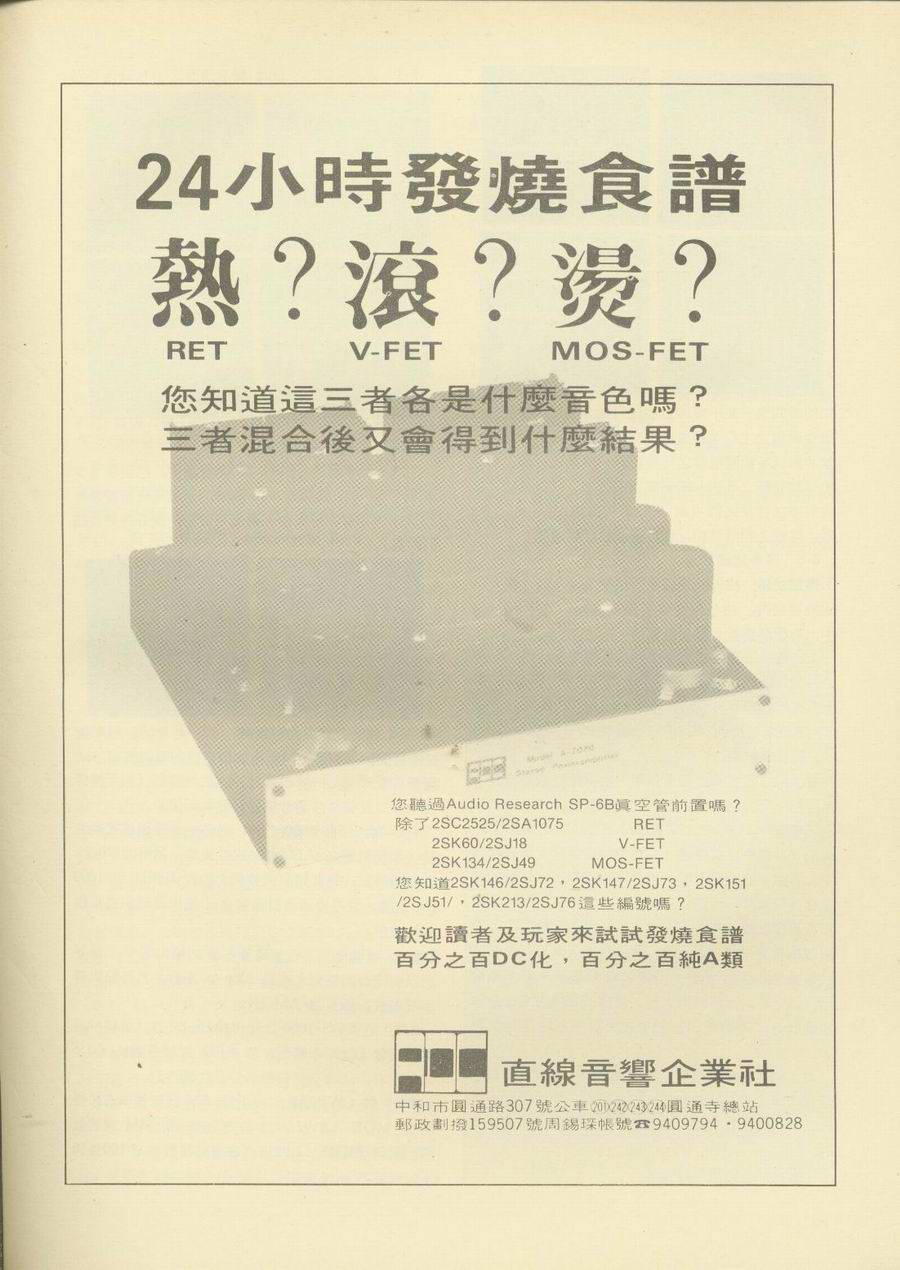 24小時發燒食譜
熱？滾？燙？
RET V-FET MOS-FET
您知道這三者各是什麼音色嗎？
三者混合後又會得到什麼結果？
Model A-7070
Stereo Poweramplifier
您聽過Audio Research SP-6B眞空管前置嗎？
除了2SC2525/2SA1075 RET
2SK60/2SJ18 V-FET
2SK134/2SJ49 MOS-FET
您知道2SK146/2SJ72，2SK147/2SJ73，2SK151
/2SJ51/，2SK213/2SJ76這些編號嗎？
歡迎讀者及玩家來試試發燒食譜
百分之百DC化，百分之百純A類
直線音響企業社
中和市圓通路307號公車(201)(242)(243)(244)圓通寺總站
郵政劃撥159507號周錫琛帳號☎9409794・9400828